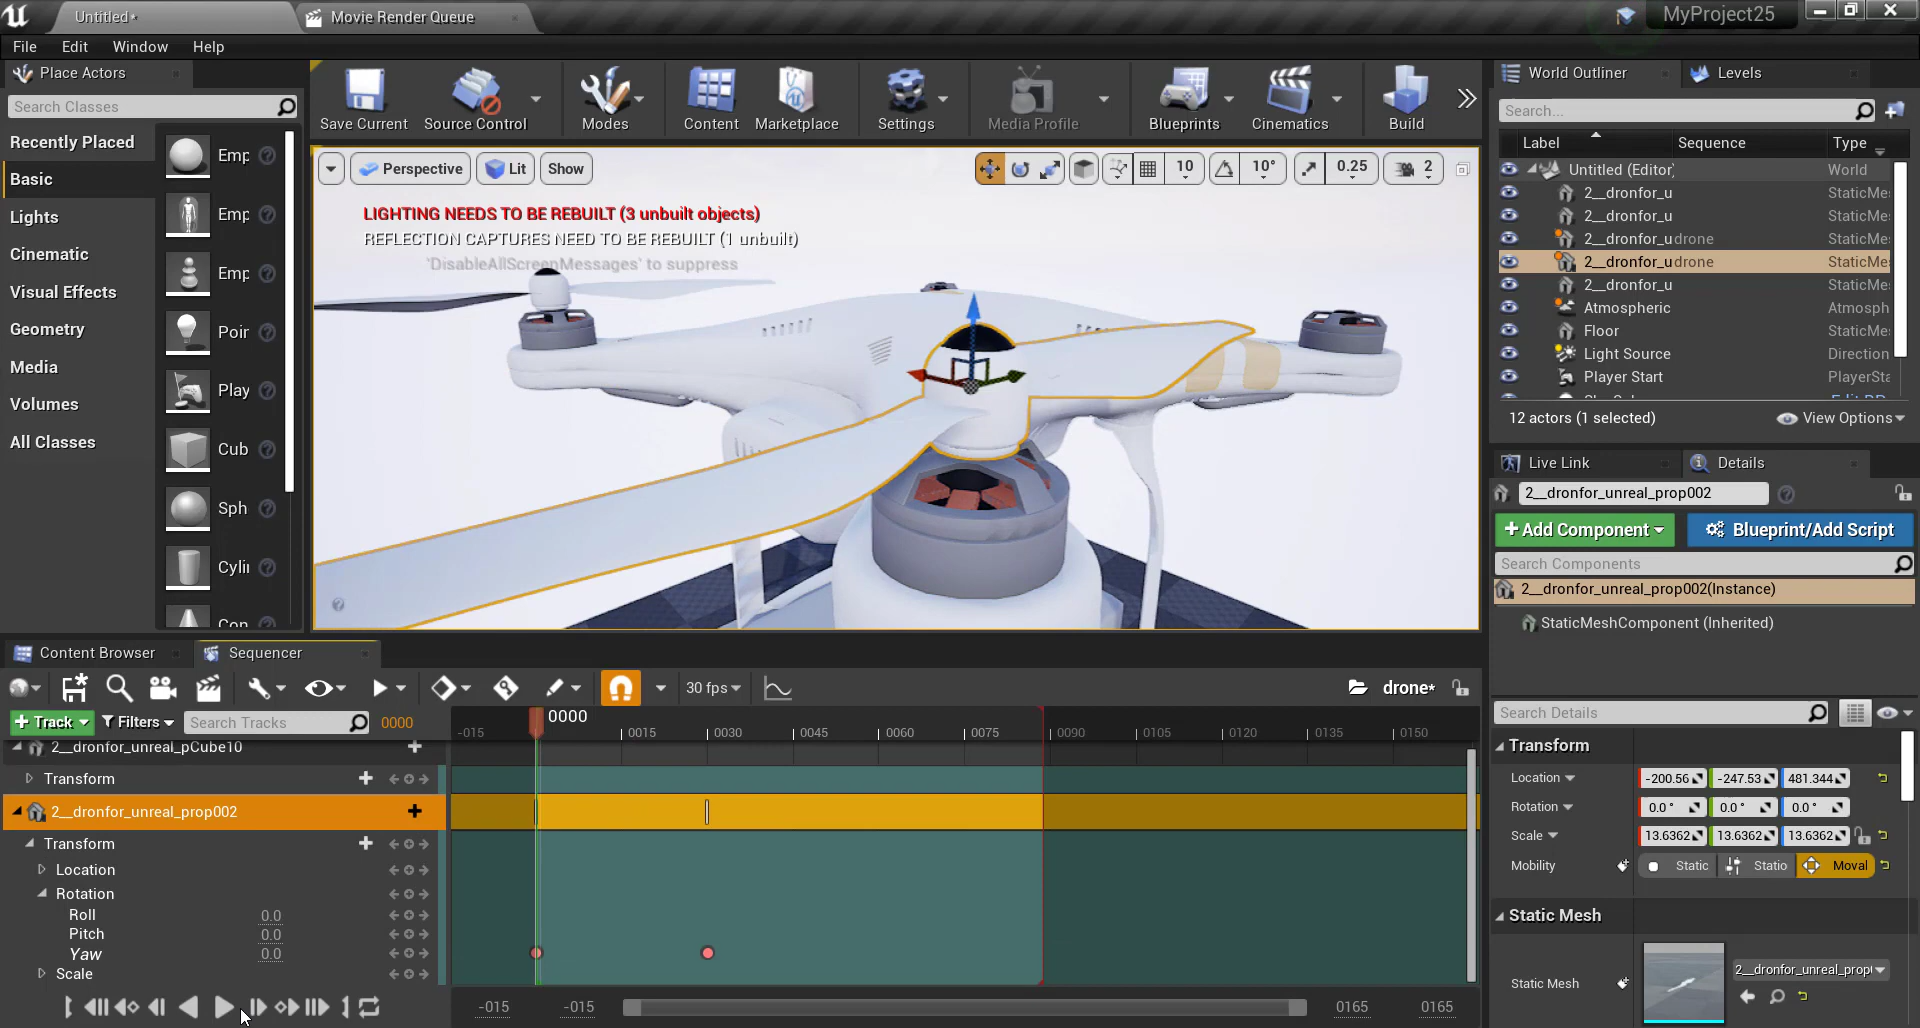 Untitled*
Movie Render Queue
MyProject25
File Edit Window Help
Place Actors
Search Classes
Recently Placed
Basic
Lights
Cinematic
Visual Effects
Geometry
Media
Volumes
All Classes
Emp
Emp
Emp
Poin
Play
Cub
Sph
Cylin
Con
Save Current
Source Control
Modes
Content
Marketplace
Settings
Media Profile
Blueprints
Cinematics
Build
Perspective
Lit
Show
10
10°
0.25
2
LIGHTING NEEDS TO BE REBUILT (3 unbuilt objects)
REFLECTION CAPTURES NEED TO BE REBUILT (1 unbuilt)
'DisableAllScreenMessages' to suppress
World Outliner
Levels
Search...
Label Sequence Type
Untitled (Editor) World
2__dronfor_u StaticMe
2__dronfor_u StaticMe
2__dronfor_u drone StaticMe
2__dronfor_u drone StaticMe
2__dronfor_u StaticMe
Atmospheric Atmosph
Floor StaticMe
Light Source Direction
Player Start PlayerSta
12 actors (1 selected)
View Options
Live Link
Details
2__dronfor_unreal_prop002
+Add Component
Blueprint/Add Script
Search Components
2__dronfor_unreal_prop002(Instance)
StaticMeshComponent (Inherited)
Search Details
Transform
Location -200.56 -247.53 481.344
Rotation 0.0° 0.0° 0.0°
Scale 13.6362 13.6362 13.6362
Mobility Static Statio Moval
Static Mesh
Static Mesh
2__dronfor_unreal_prop
Content Browser
Sequencer
30 fps
drone*
+ Track
Filters
Search Tracks
0000
0000
-015 0015 0030 0045 0060 0075 0090 0105 0120 0135 0150
2__dronfor_unreal_pCube10
Transform
2__dronfor_unreal_prop002
Transform
Location
Rotation
Roll 0.0
Pitch 0.0
Yaw 0.0
Scale
-015 -015 0165 0165